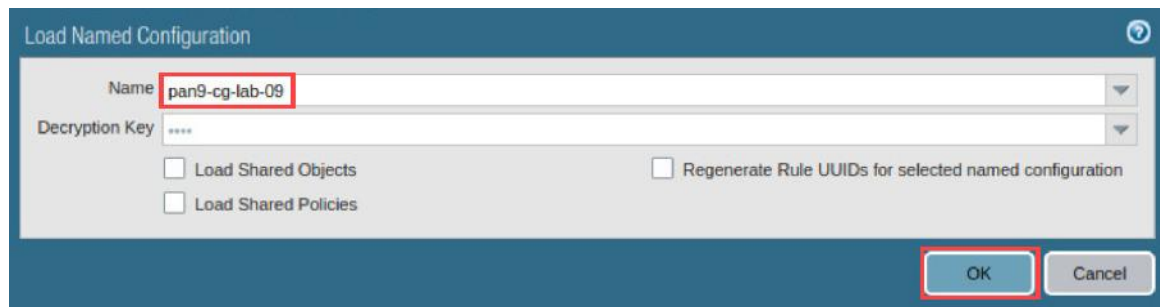 Load Named Configuration
Name pan9-cg-lab-09
Decryption Key ****
Load Shared Objects Regenerate Rule UUIDs for selected named configuration
Load Shared Policies
OK Cancel